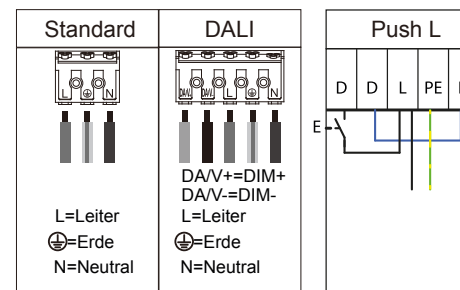 Standard
DALI
Push L
L
N
DA/V-
DA/V+
L
N
D
D
L
PE
E
DA/V+=DIM+
DA/V-=DIM-
L=Leiter
L=Leiter
=Erde
=Erde
N=Neutral
N=Neutral